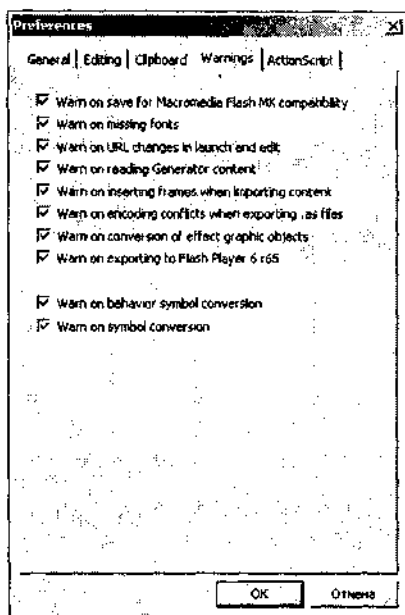 Preferences
General Editing Clipboard Warnings ActionScript
Warn on save for Macromedia Flash MX compatibility
Warn on missing fonts
Warn on URL changes in launch and edit
Warn on reading Generator content
Warn on inserting frames when importing content
Warn on encoding conflicts when exporting .as files
Warn on conversion of effect graphic objects
Warn on exporting to Flash Player 6 r65
Warn on behavior symbol conversion
Warn on symbol conversion
OK Отмена